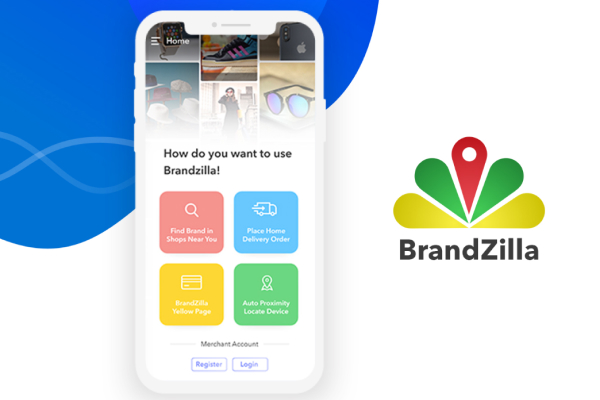 Home
How do you want to use
Brandzilla!
Find Brand in
Shops Near You
Place Home
Delivery Order
BrandZilla
Yellow Page
Auto Proximity
Locate Device
Merchant Account
Register
Login
BrandZilla